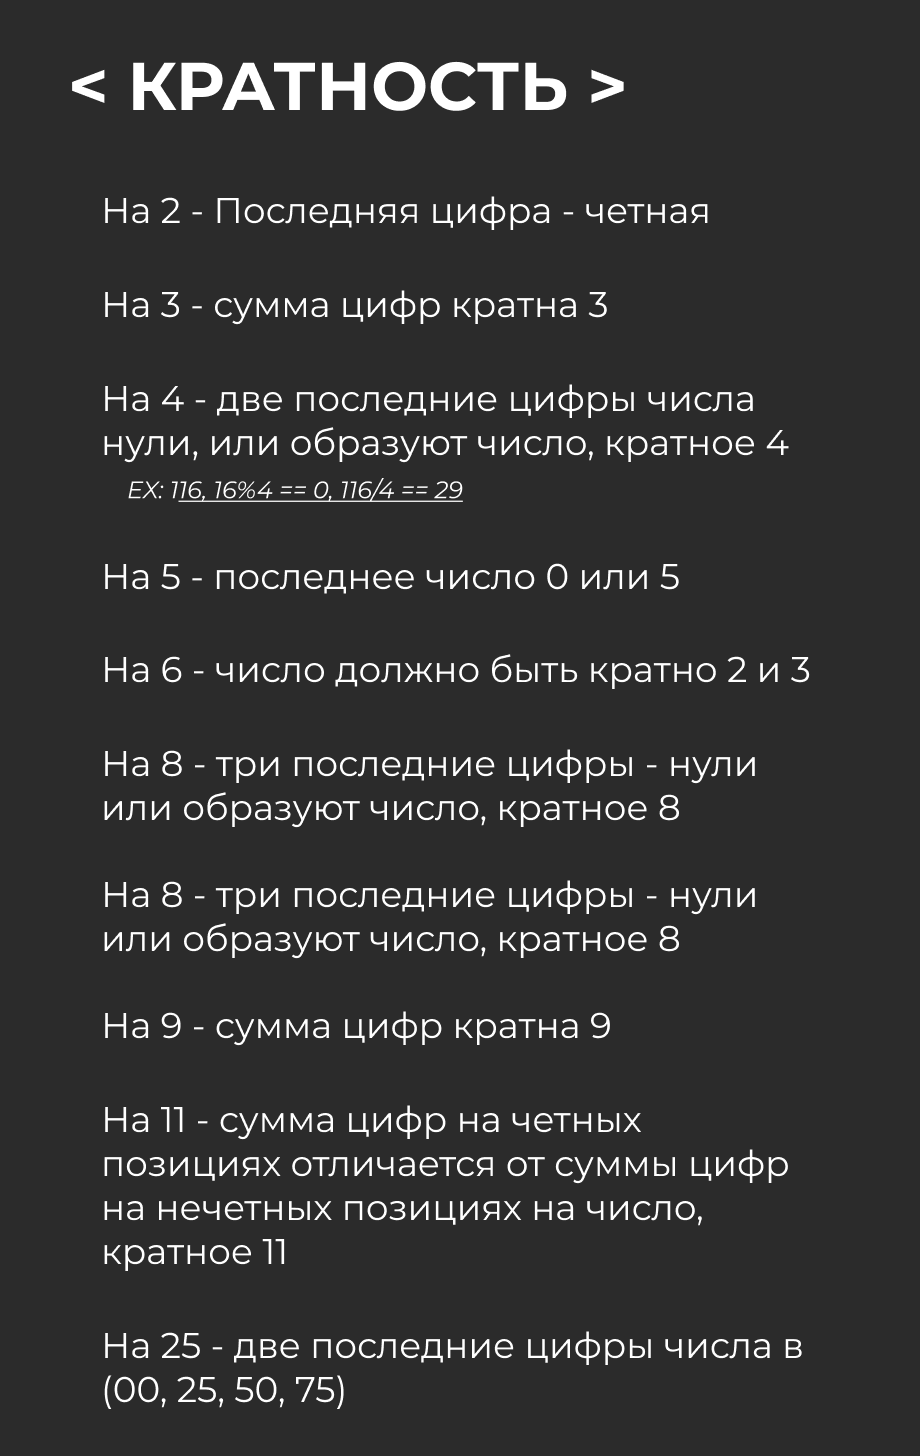 < КРАТНОСТЬ >
На 2 - Последняя цифра - четная
На 3 - сумма цифр кратна 3
На 4 - две последние цифры числа
нули, или образуют число, кратное 4
EX: 116, 16%4 == 0, 116/4 == 29
На 5 - последнее число 0 или 5
На 6 - число должно быть кратно 2 и 3
На 8 - три последние цифры - нули
или образуют число, кратное 8
На 8 - три последние цифры - нули
или образуют число, кратное 8
На 9 - сумма цифр кратна 9
На 11 - сумма цифр на четных
позициях отличается от суммы цифр
на нечетных позициях на число,
кратное 11
На 25 - две последние цифры числа в
(00, 25, 50, 75)